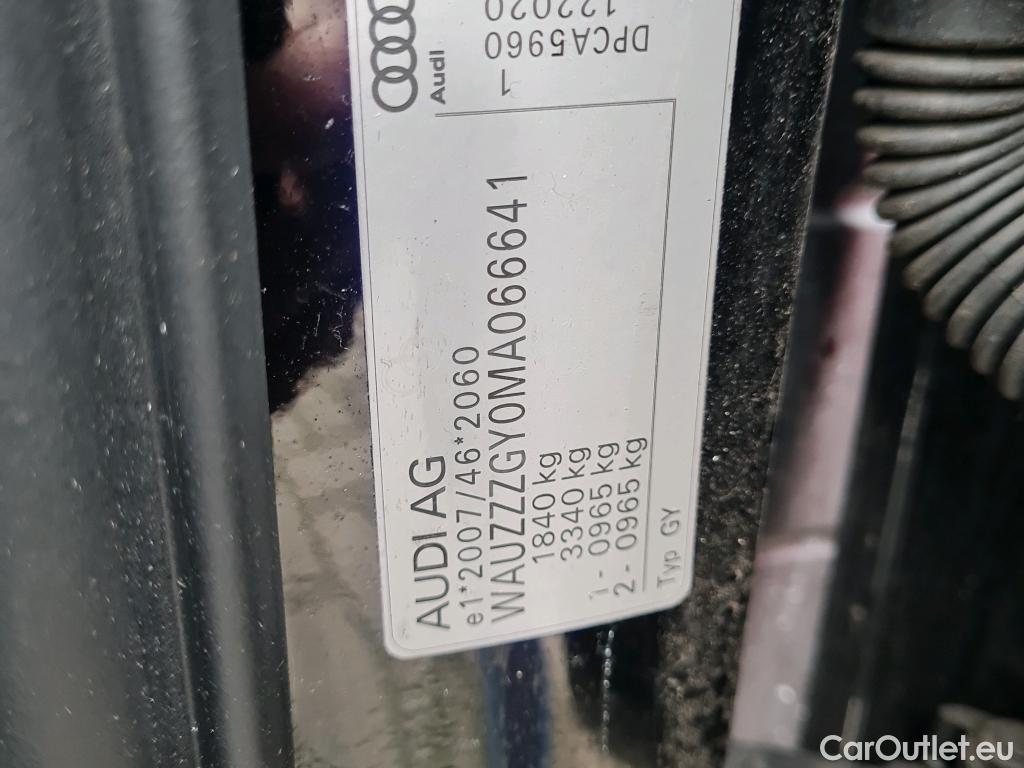 AUDI AG
e1*2007/46*2060
WAUZZZGY0MA066641
1840 kg
3340 kg
1 - 0965 kg
2 - 0965 kg
Typ GY
Audi
122020
DPCA5960
CarOutlet.eu